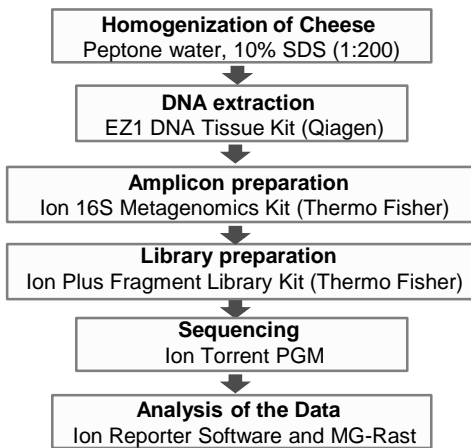 Homogenization of Cheese
Peptone water, 10% SDS (1:200)
DNA extraction
EZ1 DNA Tissue Kit (Qiagen)
Amplicon preparation
Ion 16S Metagenomics Kit (Thermo Fisher)
Library preparation
Ion Plus Fragment Library Kit (Thermo Fisher)
Sequencing
Ion Torrent PGM
Analysis of the Data
Ion Reporter Software and MG-Rast